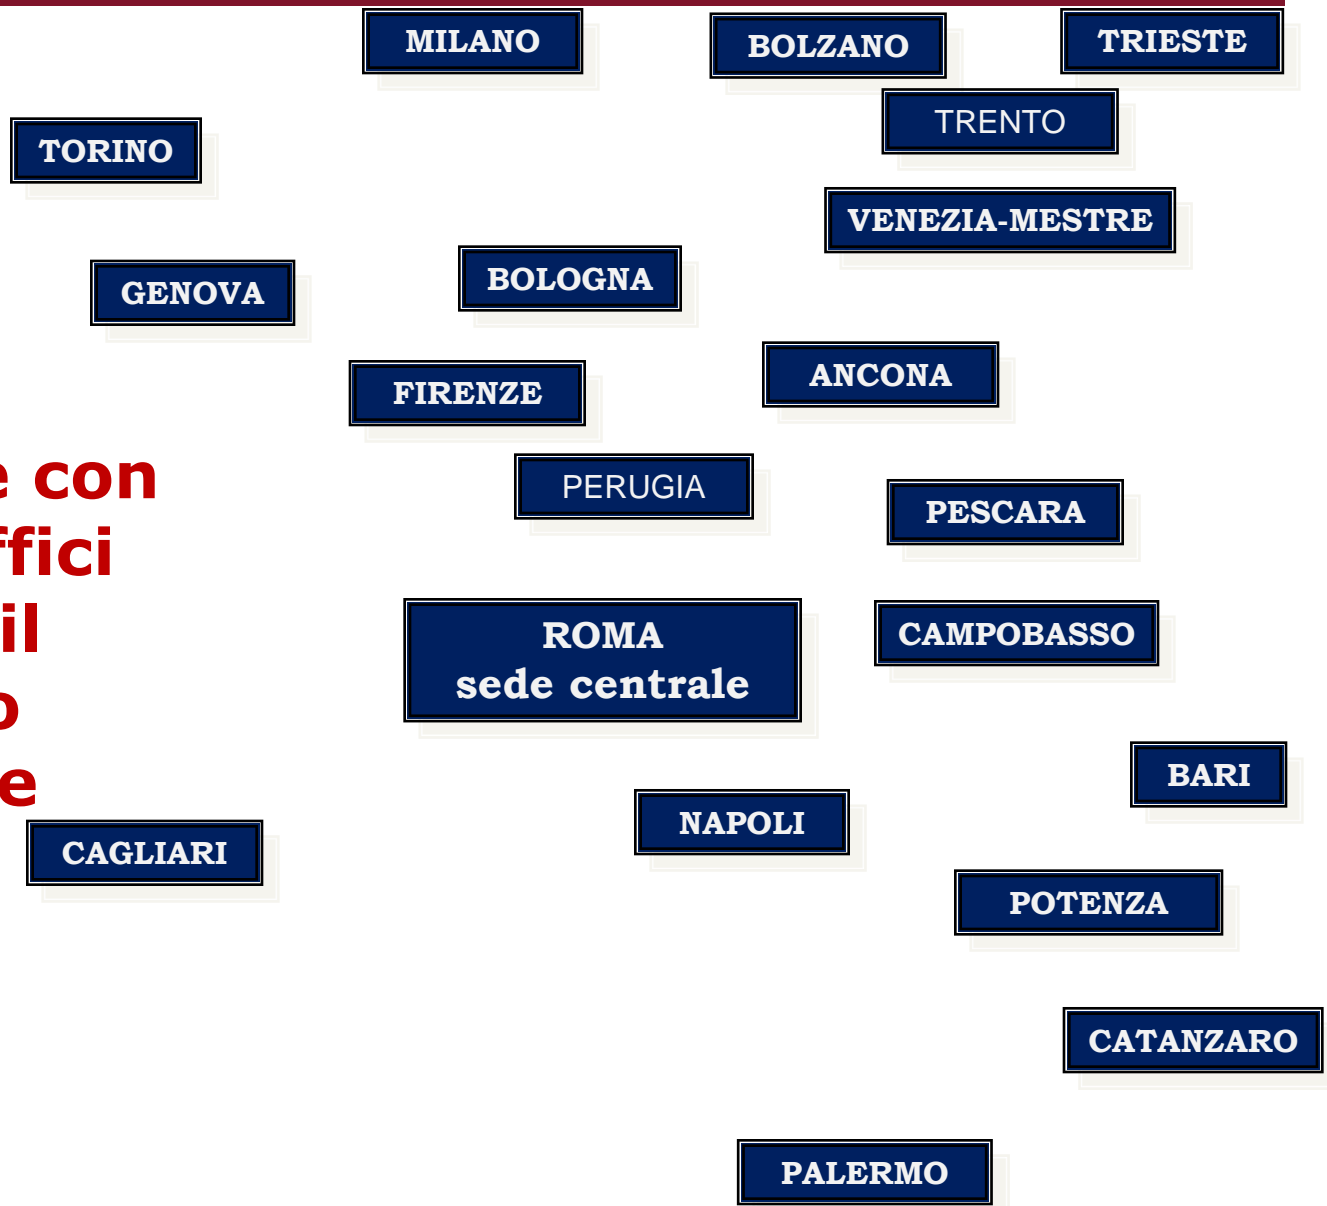 MILANO
BOLZANO
TRIESTE
TRENTO
TORINO
VENEZIA-MESTRE
BOLOGNA
GENOVA
ANCONA
FIRENZE
con
PERUGIA
PESCARA
il
ROMA
sede centrale
CAMPOBASSO
BARI
NAPOLI
CAGLIARI
POTENZA
CATANZARO
PALERMO